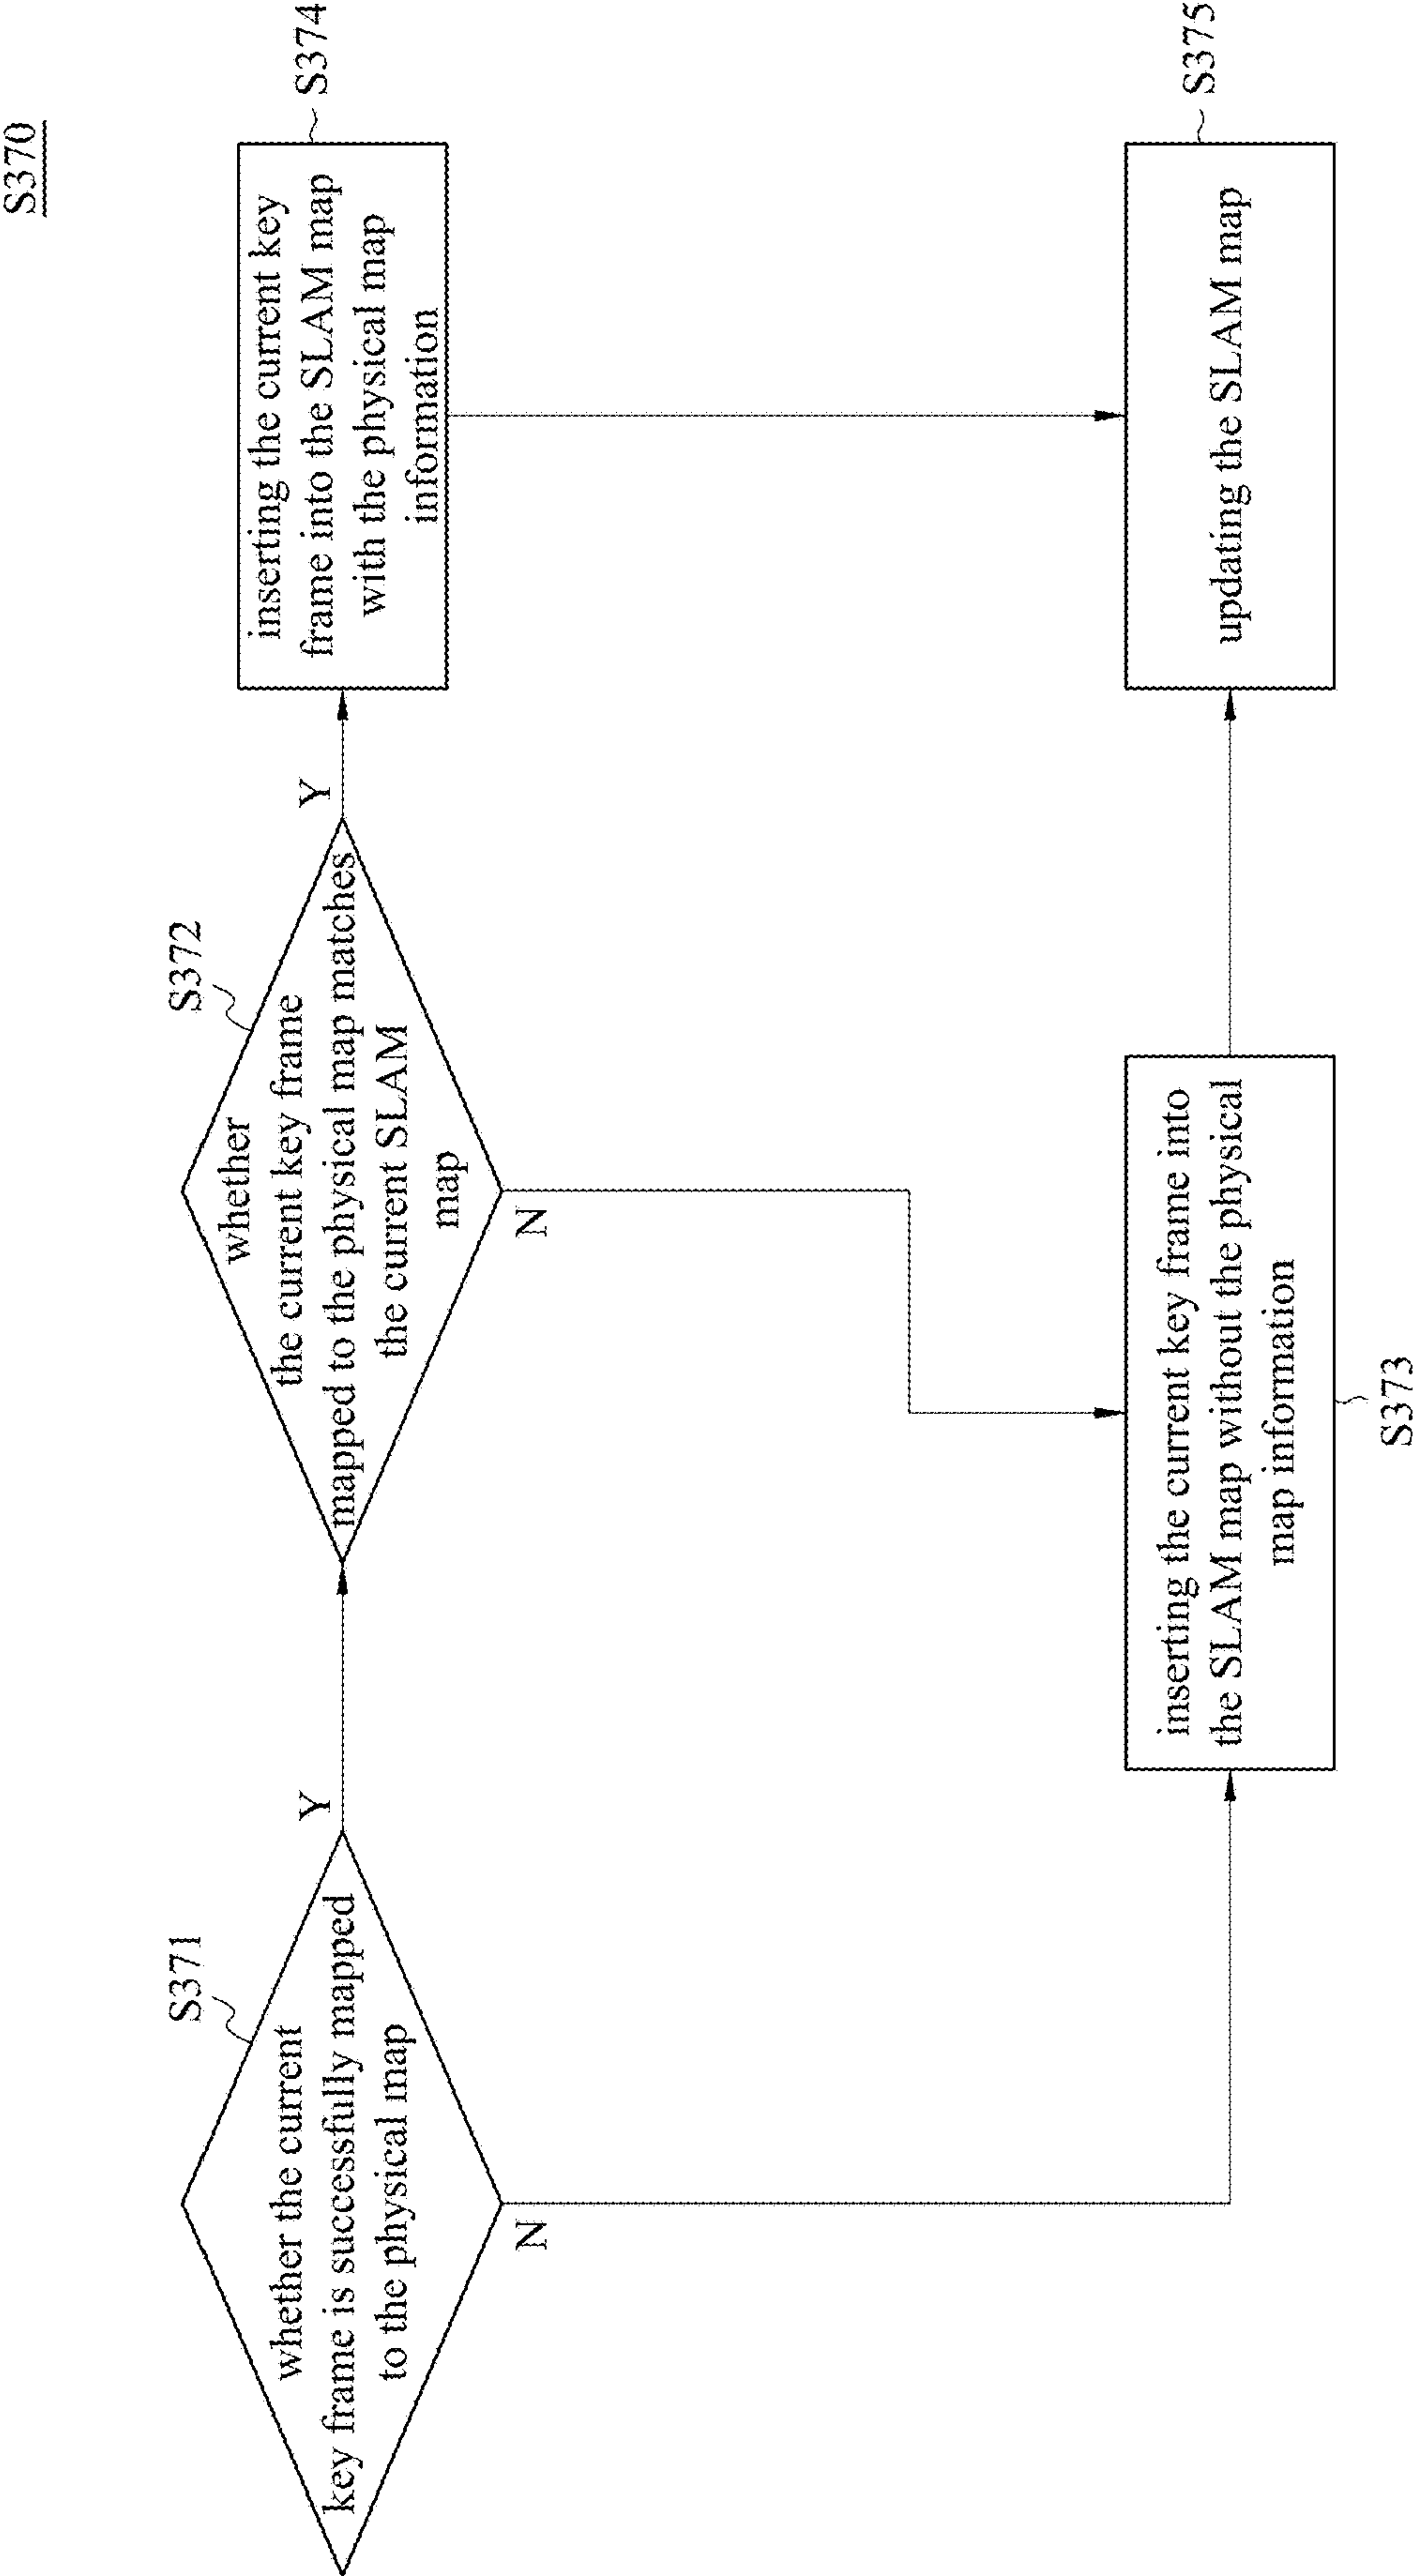 S370
S371
whether the current
key frame is successfully mapped
to the physical map
Y
N
S372
whether
the current key frame
mapped to the physical map matches
the current SLAM
map
Y
N
S374
inserting the current key
frame into the SLAM map
with the physical map
information
inserting the current key frame into
the SLAM map without the physical
map information
S373
S375
updating the SLAM map